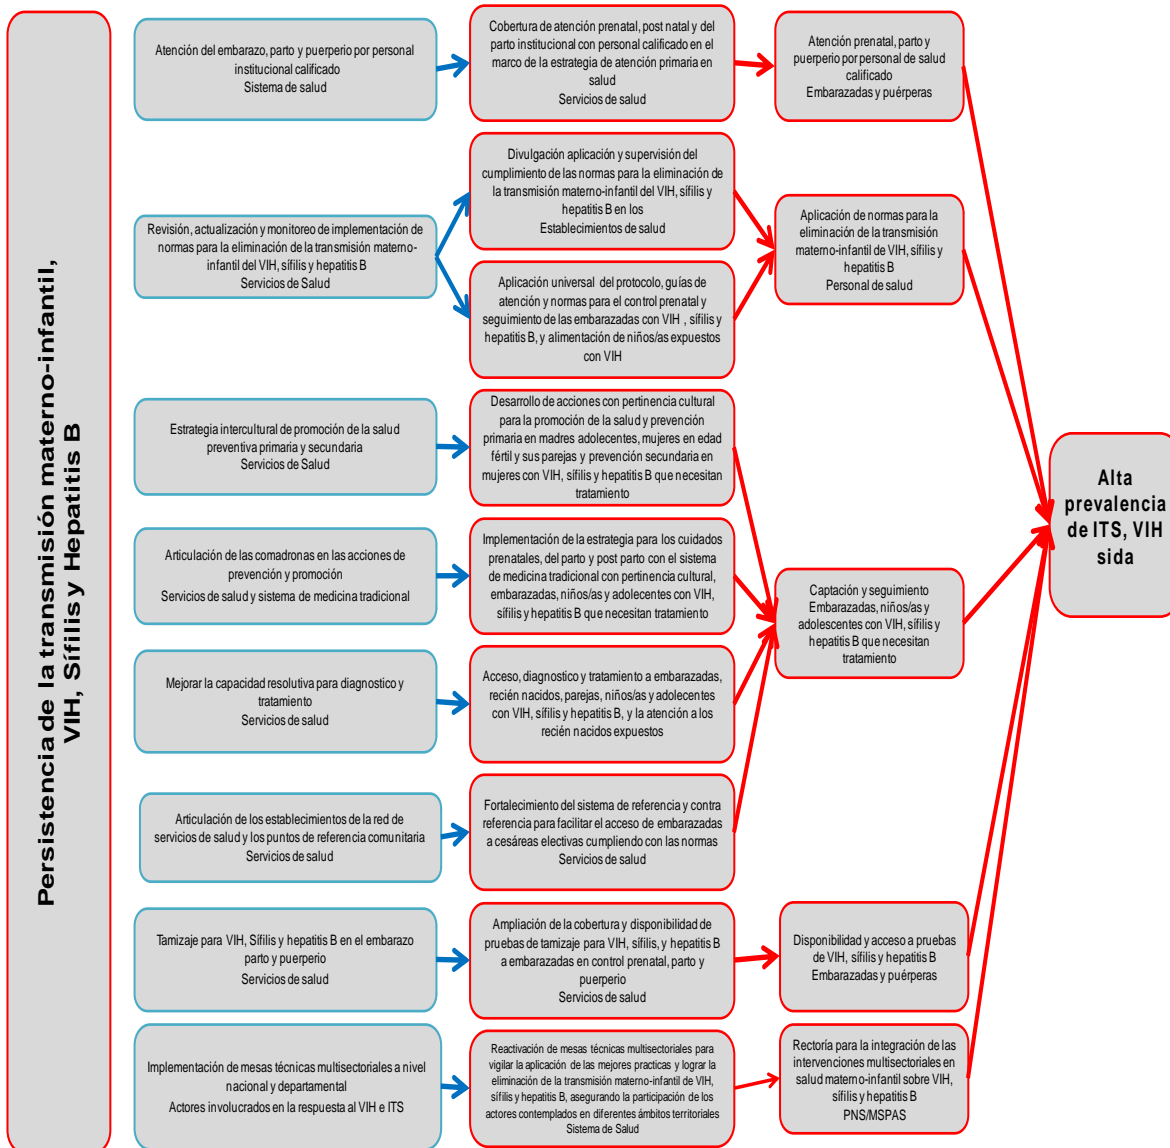 Persistencia de la transmisión materno-infantil,
VIH, Sífilis y Hepatitis B
Atención del embarazo, parto y puerperio por personal
institucional calificado
Sistema de salud
Cobertura de atención prenatal, post natal y del
parto institucional con personal calificado en el
marco de la estrategia de atención primaria en
salud
Servicios de salud
Atención prenatal, parto y
puerperio por personal de salud
calificado
Embarazadas y puérperas
Revisión, actualización y monitoreo de implementación de
normas para la eliminación de la transmisión materno-
infantil del VIH, sífilis y hepatitis B
Servicios de Salud
Divulgación aplicación y supervisión del
cumplimiento de las normas para la eliminación de
la transmisión materno-infantil del VIH, sífilis y
hepatitis B en los
Establecimientos de salud
Aplicación universal del protocolo, guías de
atención y normas para el control prenatal y
seguimiento de las embarazadas con VIH , sífilis y
hepatitis B, y alimentación de niños/as expuestos
con VIH
Aplicación de normas para la
eliminación de la transmisión
materno-infantil de VIH, sífilis y
hepatitis B
Personal de salud
Estrategia intercultural de promoción de la salud
preventiva primaria y secundaria
Servicios de Salud
Desarrollo de acciones con pertinencia cultural
para la promoción de la salud y prevención
primaria en madres adolescentes, mujeres en edad
fértil y sus parejas y prevención secundaria en
mujeres con VIH, sífilis y hepatitis B que necesitan
tratamiento
Articulación de las comadronas en las acciones de
prevención y promoción
Servicios de salud y sistema de medicina tradicional
Implementación de la estrategia para los cuidados
prenatales, del parto y post parto con el sistema
de medicina tradicional con pertinencia cultural,
embarazadas, niños/as y adolecentes con VIH,
sífilis y hepatitis B que necesitan tratamiento
Captación y seguimiento
Embarazadas, niños/as y
adolescentes con VIH, sífilis y
hepatitis B que necesitan
tratamiento
Mejorar la capacidad resolutiva para diagnostico y
tratamiento
Servicios de salud
Acceso, diagnostico y tratamiento a embarazadas,
recién nacidos, parejas, niños/as y adolecentes
con VIH, sífilis y hepatitis B, y la atención a los
recién nacidos expuestos
Articulación de los establecimientos de la red de
servicios de salud y los puntos de referencia comunitaria
Servicios de salud
Fortalecimiento del sistema de referencia y contra
referencia para facilitar el acceso de embarazadas
a cesáreas electivas cumpliendo con las normas
Servicios de salud
Tamizaje para VIH, Sífilis y hepatitis B en el embarazo
parto y puerperio
Servicios de salud
Ampliación de la cobertura y disponibilidad de
pruebas de tamizaje para VIH, sífilis, y hepatitis B
a embarazadas en control prenatal, parto y
puerperio
Servicios de salud
Disponibilidad y acceso a pruebas
de VIH, sífilis y hepatitis B
Embarazadas y puérperas
Implementación de mesas técnicas multisectoriales a nivel
nacional y departamental
Actores involucrados en la respuesta al VIH e ITS
Reactivación de mesas técnicas multisectoriales para
vigilar la aplicación de las mejores practicas y lograr la
eliminación de la transmisión materno-infantil de VIH,
sífilis y hepatitis B, asegurando la participación de los
actores contemplados en diferentes ámbitos territoriales
Sistema de Salud
Rectoría para la integración de las
intervenciones multisectoriales en
salud materno-infantil sobre VIH,
sífilis y hepatitis B
PNS/MSPAS
Alta
prevalencia
de ITS, VIH
sida